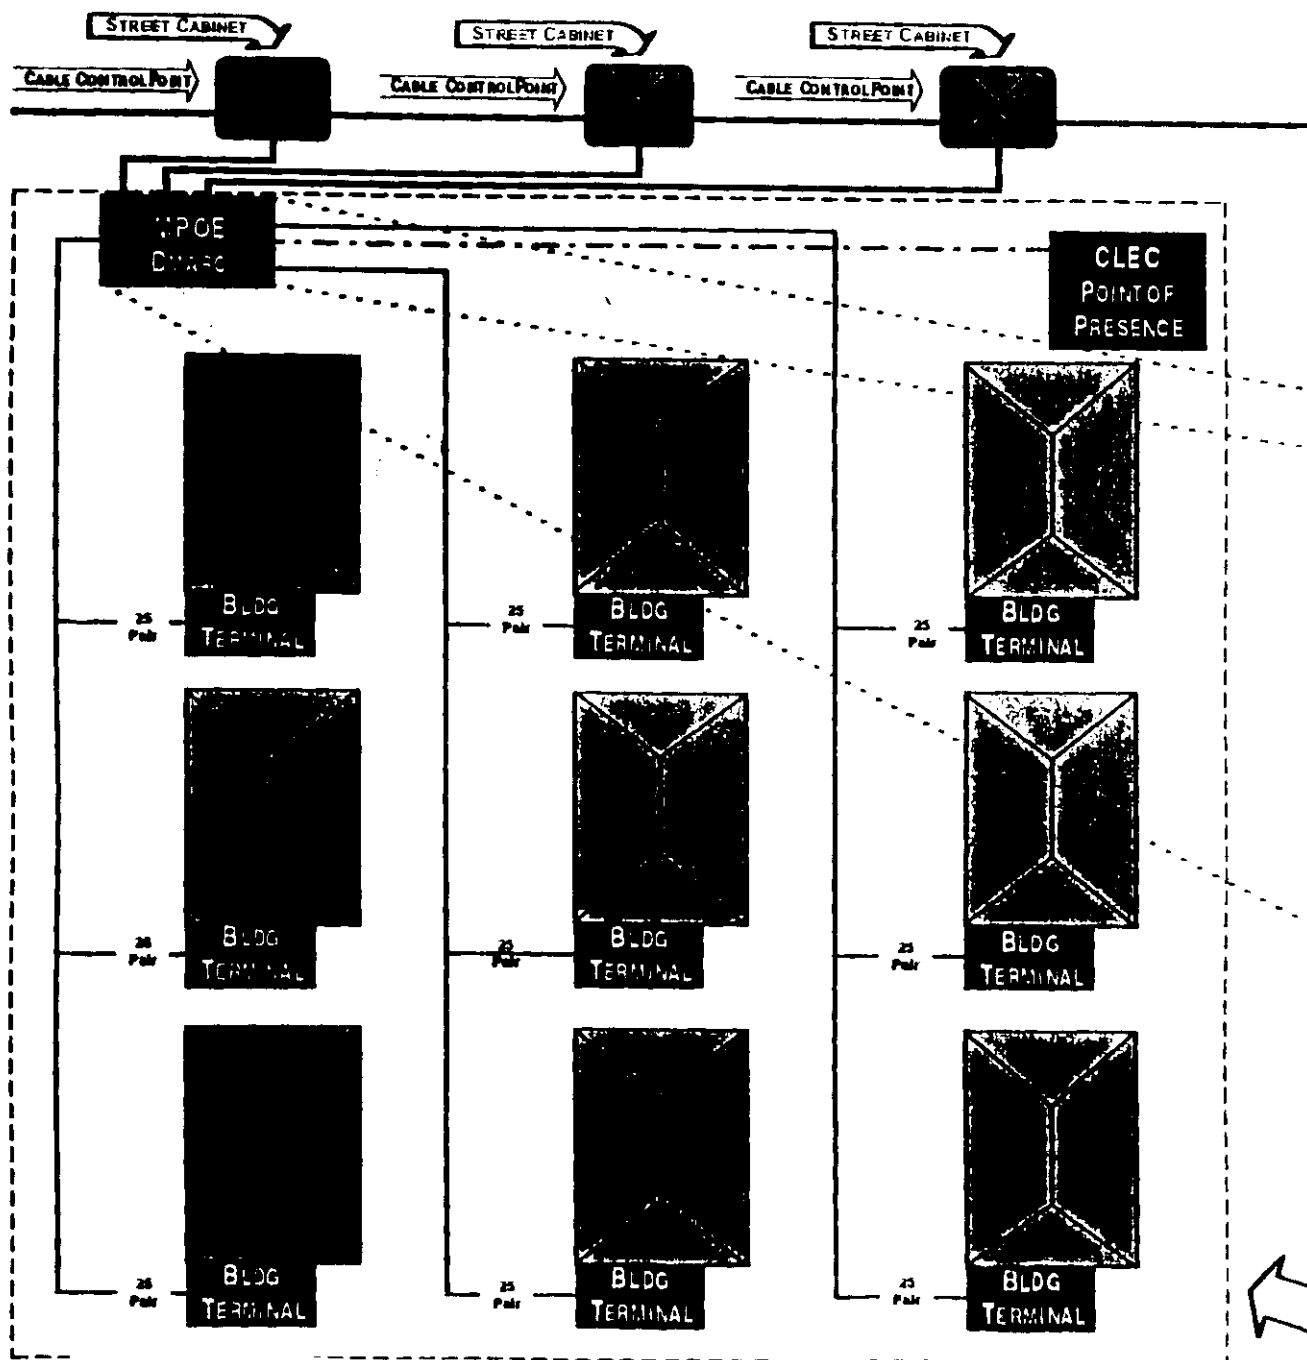 STREET CABINET
STREET CABINET
STREET CABINET
CABLE CONTROL POINT
CABLE CONTROL POINT
CABLE CONTROL POINT
MPOE
DMARC
CLEC
POINT OF
PRESENCE
25
Pair
BLDG
TERMINAL
25
Pair
BLDG
TERMINAL
25
Pair
BLDG
TERMINAL
25
Pair
BLDG
TERMINAL
25
Pair
BLDG
TERMINAL
25
Pair
BLDG
TERMINAL
25
Pair
BLDG
TERMINAL
25
Pair
BLDG
TERMINAL
25
Pair
BLDG
TERMINAL